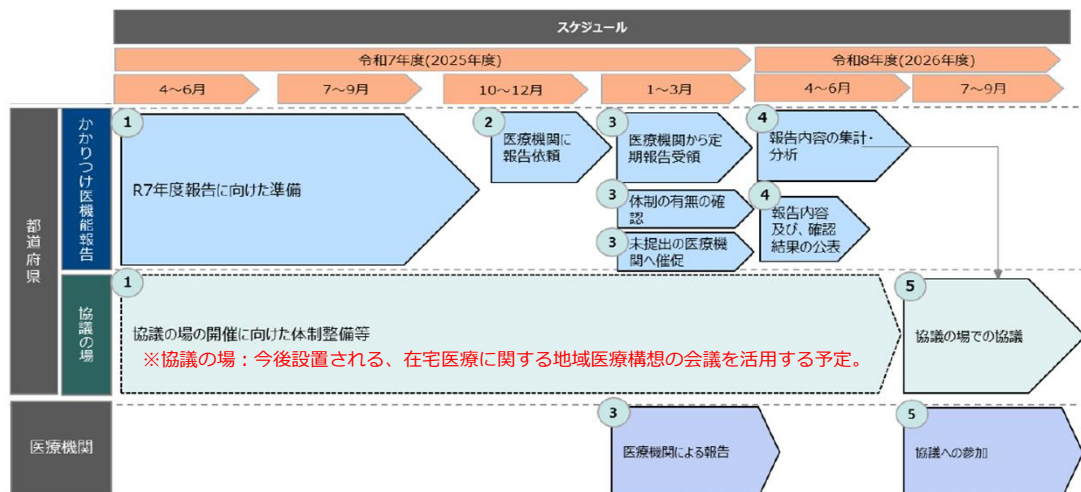 スケジュール
令和7年度(2025年度)
令和8年度(2026年度)
4～6月
7～9月
10～12月
1～3月
4～6月
7～9月
都道府県
かかりつけ医機能報告
1
R7年度報告に向けた準備
2
医療機関に
報告依頼
3
医療機関から定
期報告受領
3
体制の有無の確
認
3
未提出の医療機
関へ催促
4
報告内容の集計・
分析
4
報告内容
及び、確認
結果の公表
協議の場
1
協議の場の開催に向けた体制整備等
※協議の場：今後設置される、在宅医療に関する地域医療構想の会議を活用する予定。
5
協議の場での協議
医療機関
3
医療機関による報告
5
協議への参加